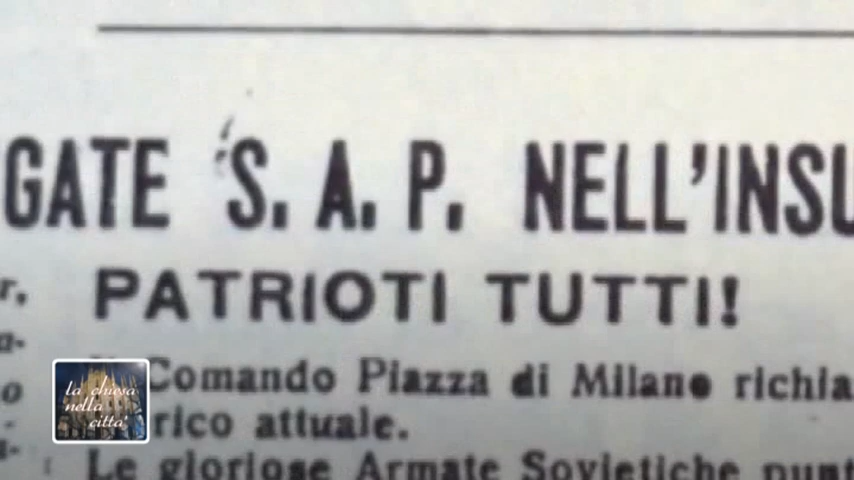 GATE S. A. P. NELL'INSU
PATRIOTI TUTTI!
Comando Piazza di Milano richia
rico attuale.
Le gloriose Armate Sovietiche punt
r,
a-
o
la chiesa
nella
città